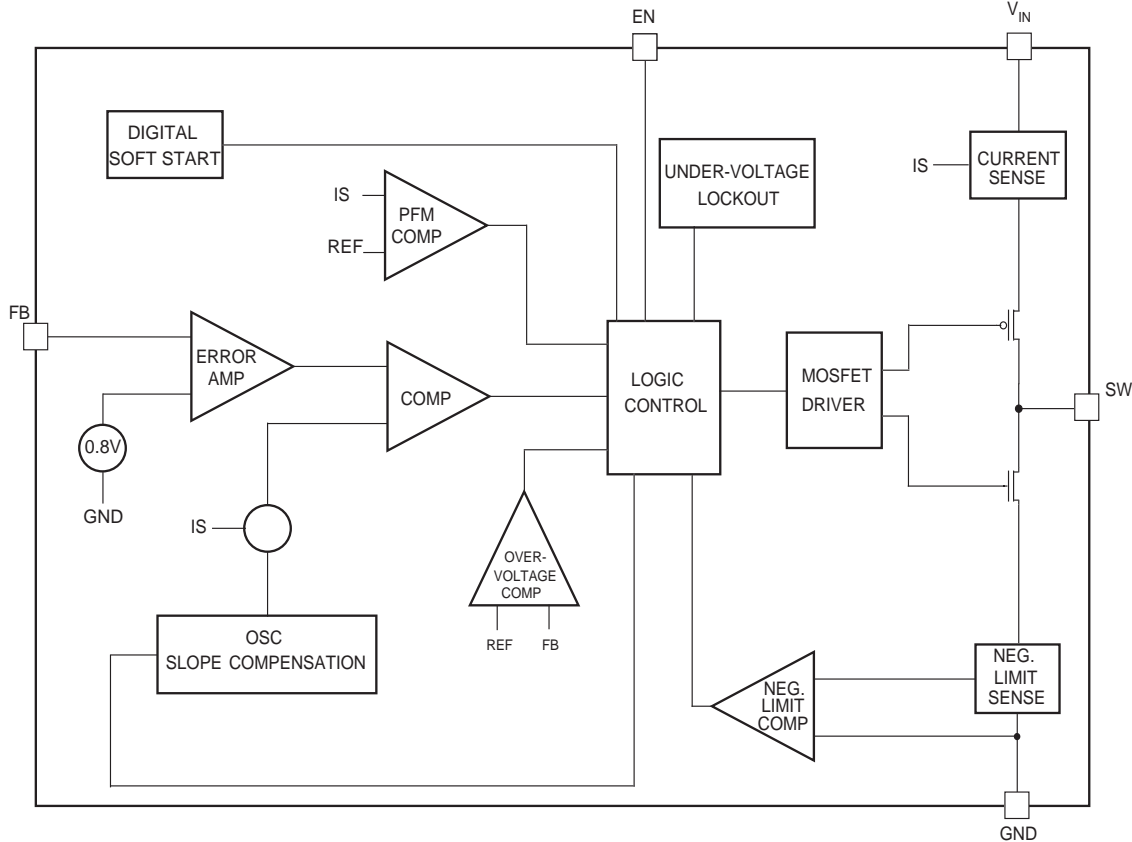 EN
VIN
DIGITAL
SOFT START
UNDER-VOLTAGE
LOCKOUT
IS
CURRENT
SENSE
IS
REF
PFM
COMP
FB
ERROR
AMP
COMP
LOGIC
CONTROL
MOSFET
DRIVER
SW
0.8V
GND
IS
OVER-
VOLTAGE
COMP
REF
FB
OSC
SLOPE COMPENSATION
NEG.
LIMIT
COMP
NEG.
LIMIT
SENSE
GND